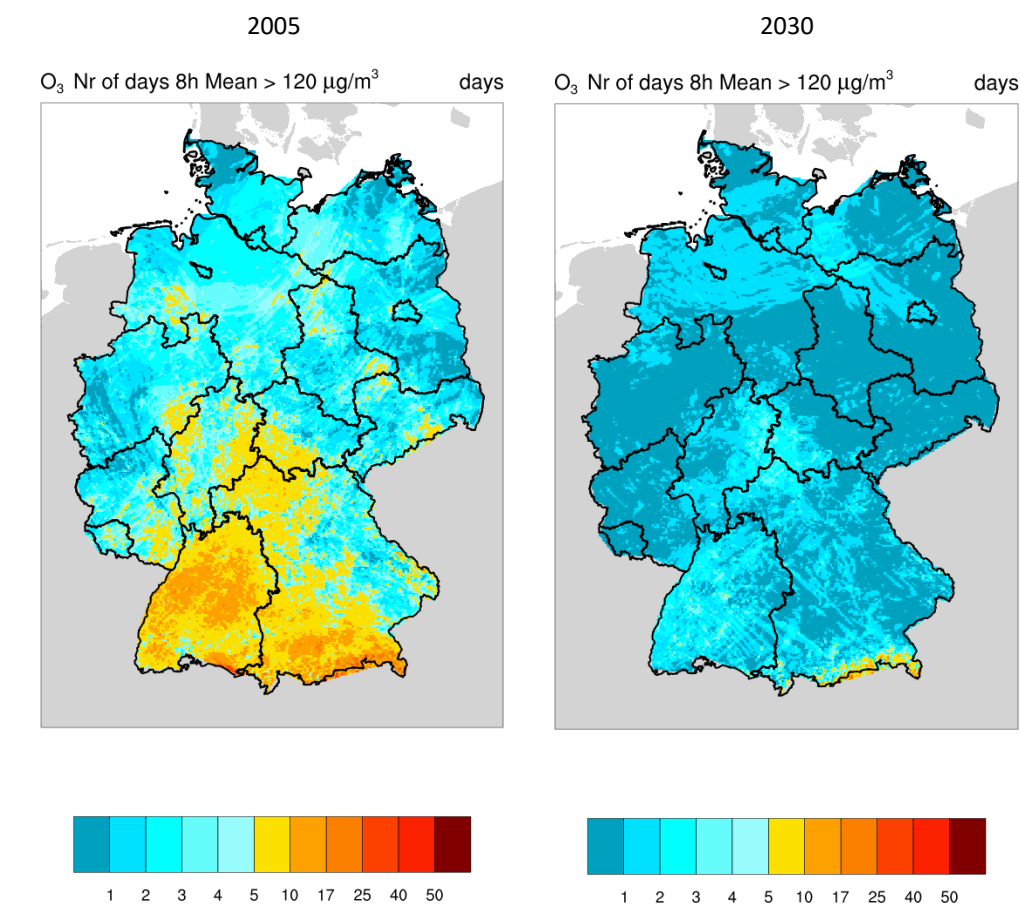 2005 2030
O₃ Nr of days 8h Mean > 120 μg/m³ days O₃ Nr of days 8h Mean > 120 μg/m³ days
1 2 3 4 5 10 17 25 40 50 1 2 3 4 5 10 17 25 40 50